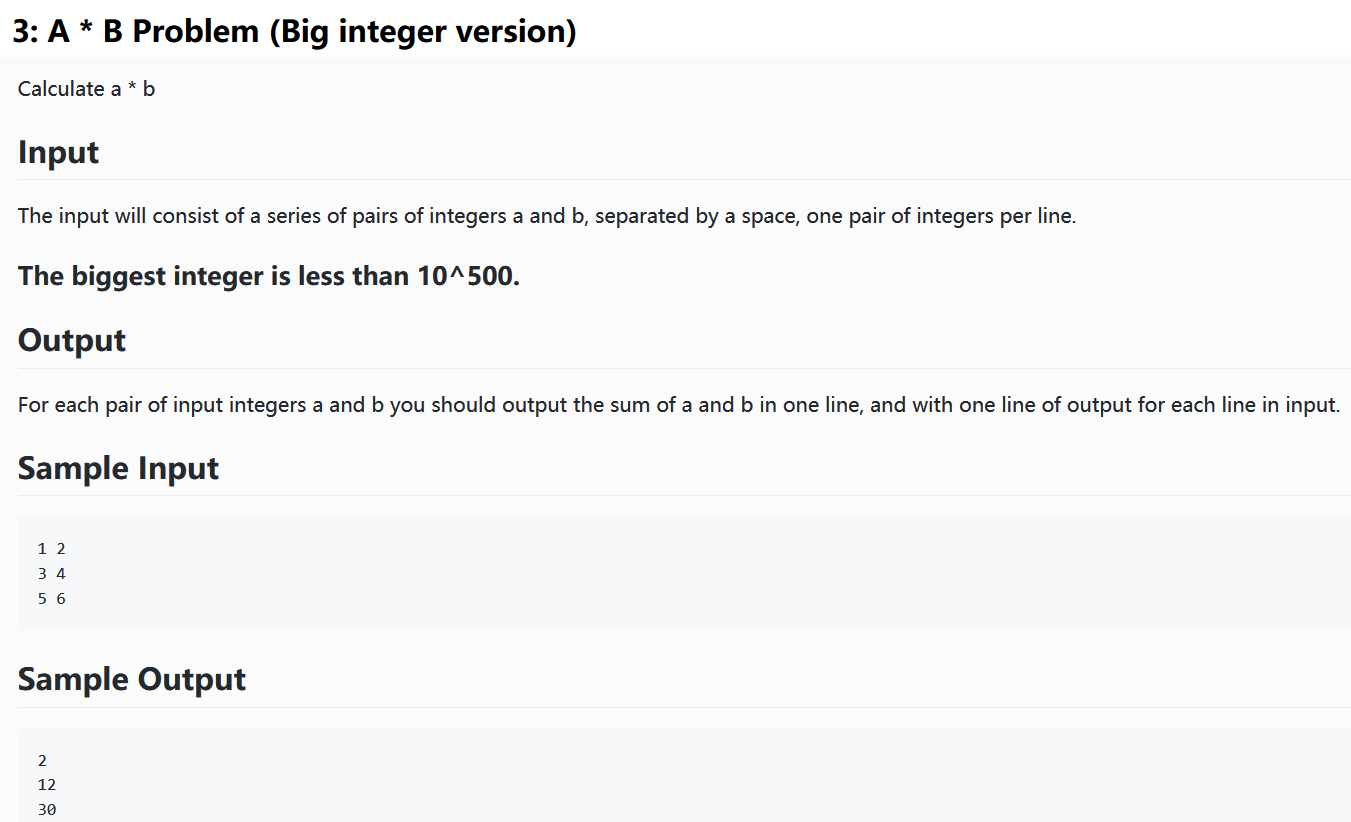 3: A * B Problem (Big integer version)
Calculate a * b
Input
The input will consist of a series of pairs of integers a and b, separated by a space, one pair of integers per line.
The biggest integer is less than 10^500.
Output
For each pair of input integers a and b you should output the sum of a and b in one line, and with one line of output for each line in input.
Sample Input
1 2
3 4
5 6
Sample Output
2
12
30